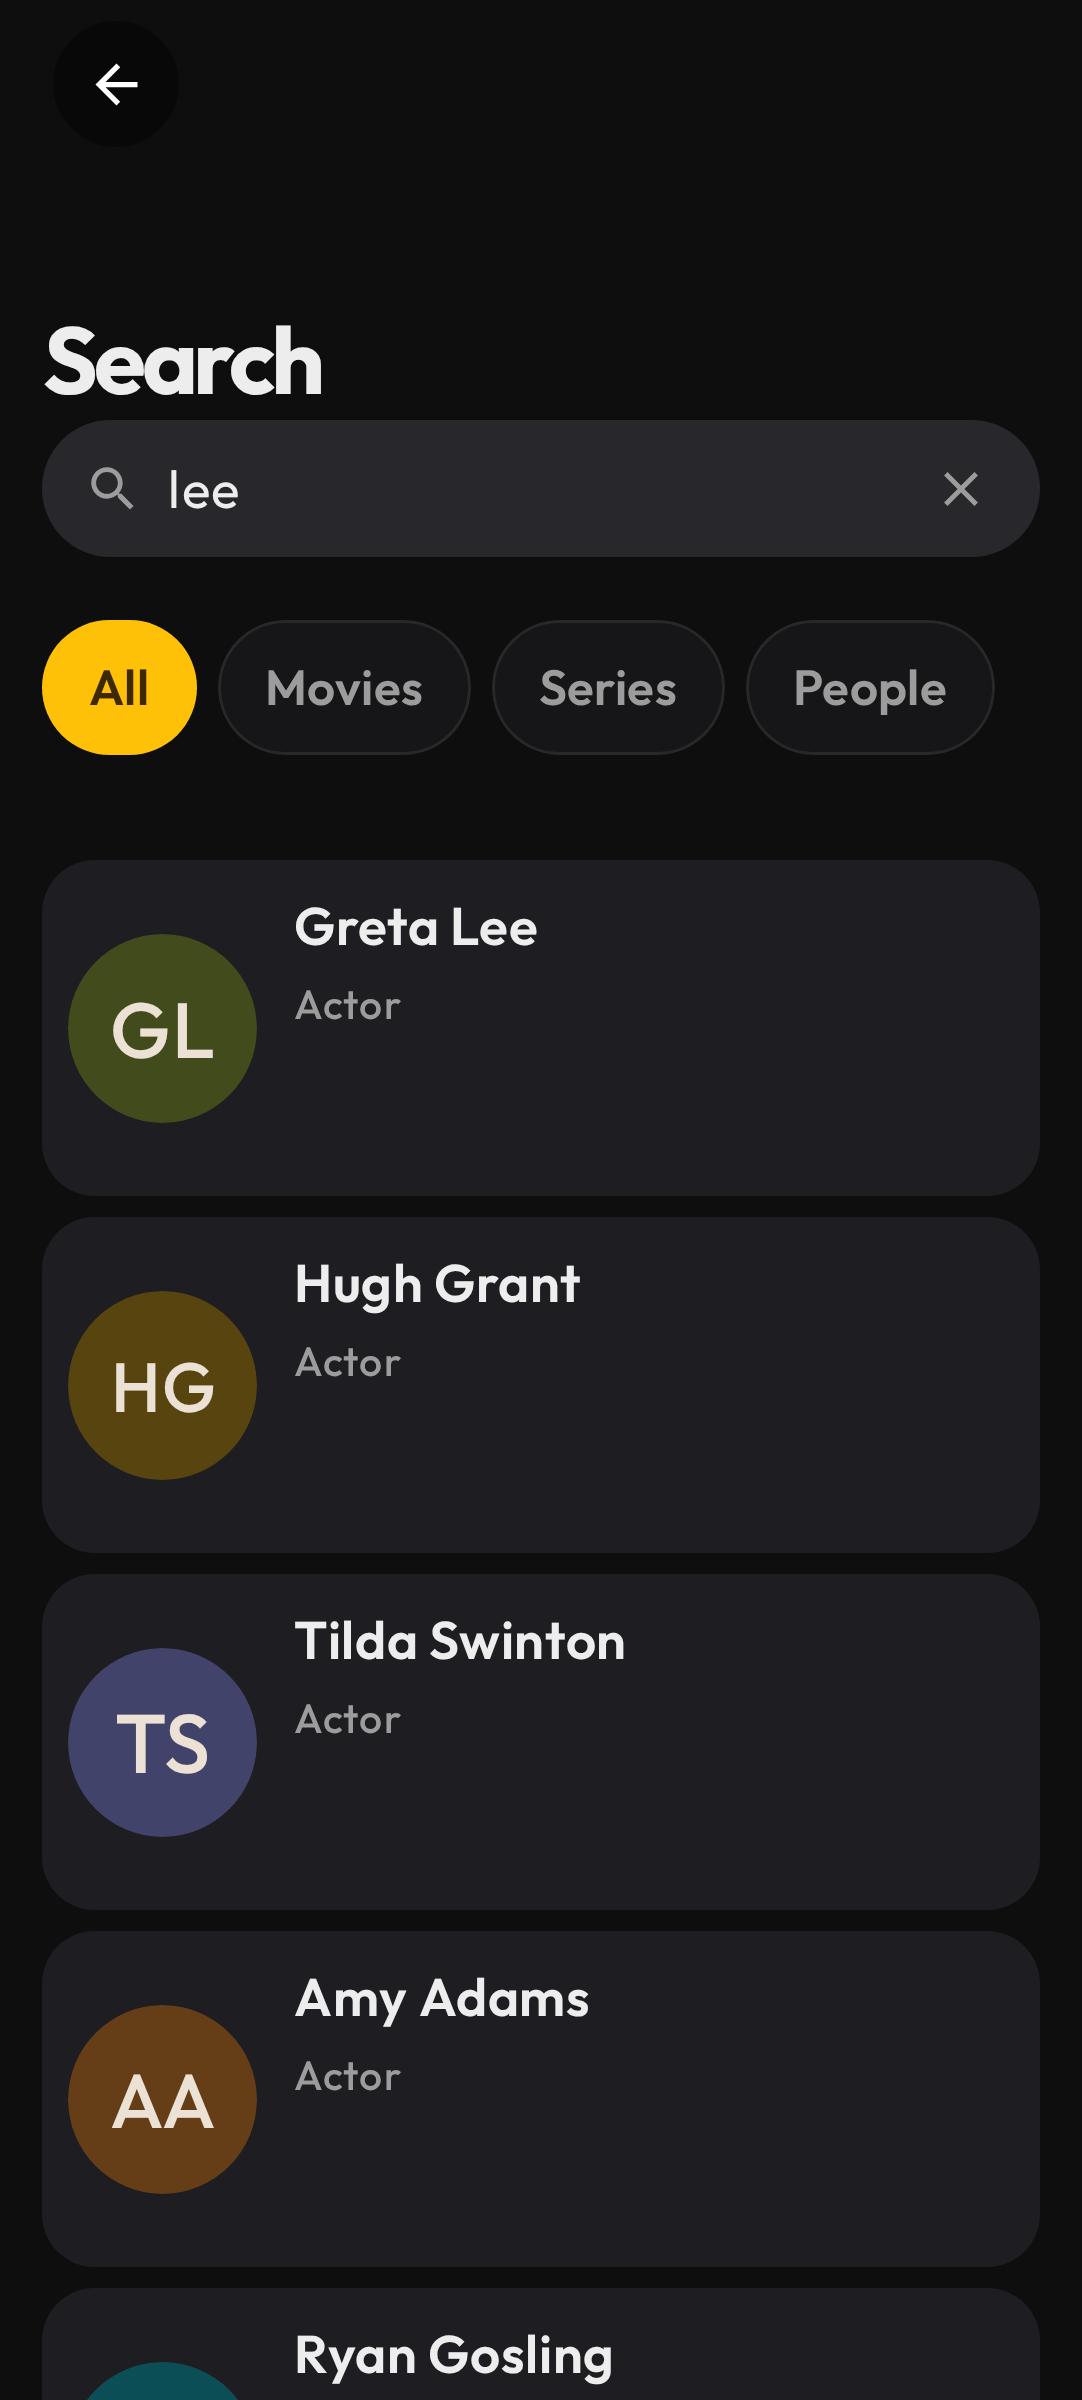 Search
lee
All Movies Series People
Greta Lee
Actor
GL
Hugh Grant
Actor
HG
Tilda Swinton
Actor
TS
Amy Adams
Actor
AA
Ryan Gosling